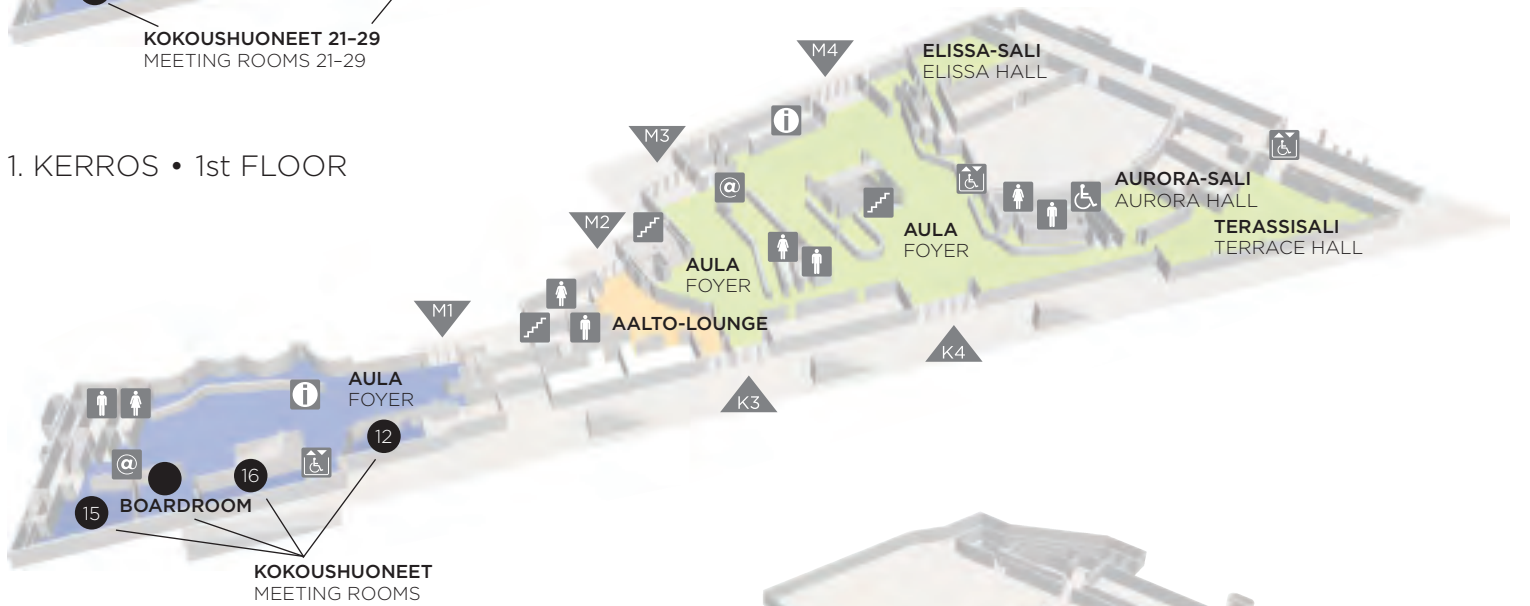 KOKOUSHUONEET 21–29
MEETING ROOMS 21–29
M4
ELISSA-SALI
ELISSA HALL
i
M3
1. KERROS • 1st FLOOR
@
AURORA-SALI
AURORA HALL
M2
AULA
FOYER
TERASSISALI
TERRACE HALL
AULA
FOYER
M1
AALTO-LOUNGE
K4
AULA
FOYER
i
K3
12
@
16
15
BOARDROOM
KOKOUSHUONEET
MEETING ROOMS